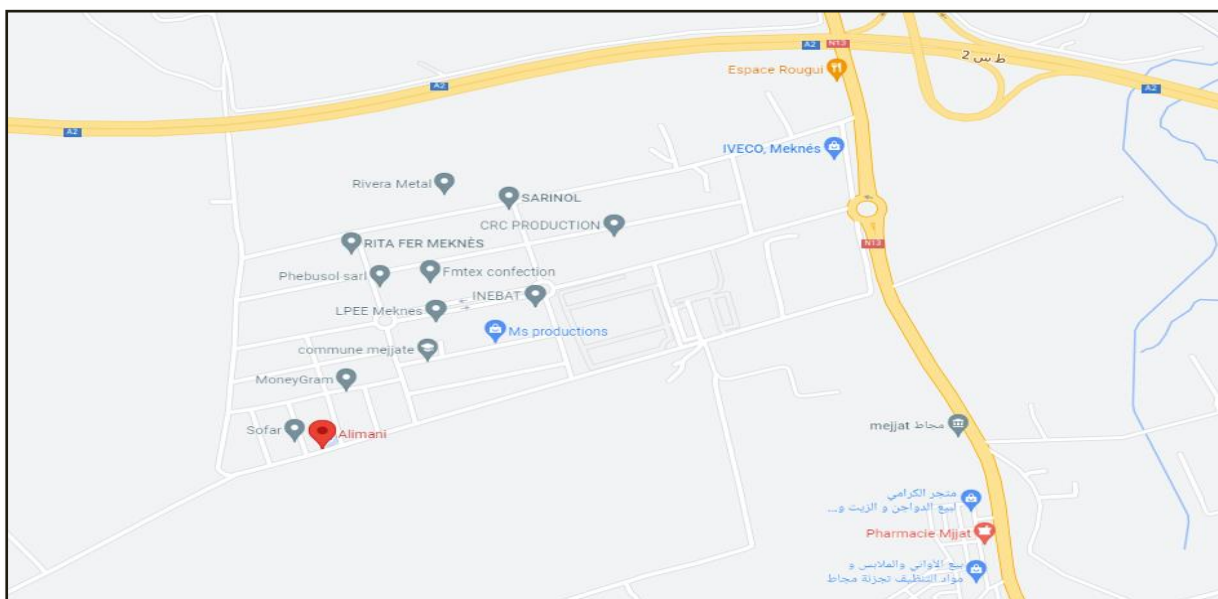 A2
N13
ط س 2
Espace Rougui
A2
A2
A2
IVECO, Meknés
Rivera Metal
SARINOL
CRC PRODUCTION
RITA FER MEKNÈS
N13
Phebusol sarl
Fmtex confection
INEBAT
LPEE Meknes
Ms productions
commune mejjate
MoneyGram
Sofar
Alimani
mejjat مجاط
متجر الكرامي
لبيع الدواجن و الزيت و...
Pharmacie Mjjat
بيع الأواني والملابس و
مواد التنظيف تجزئة مجاط